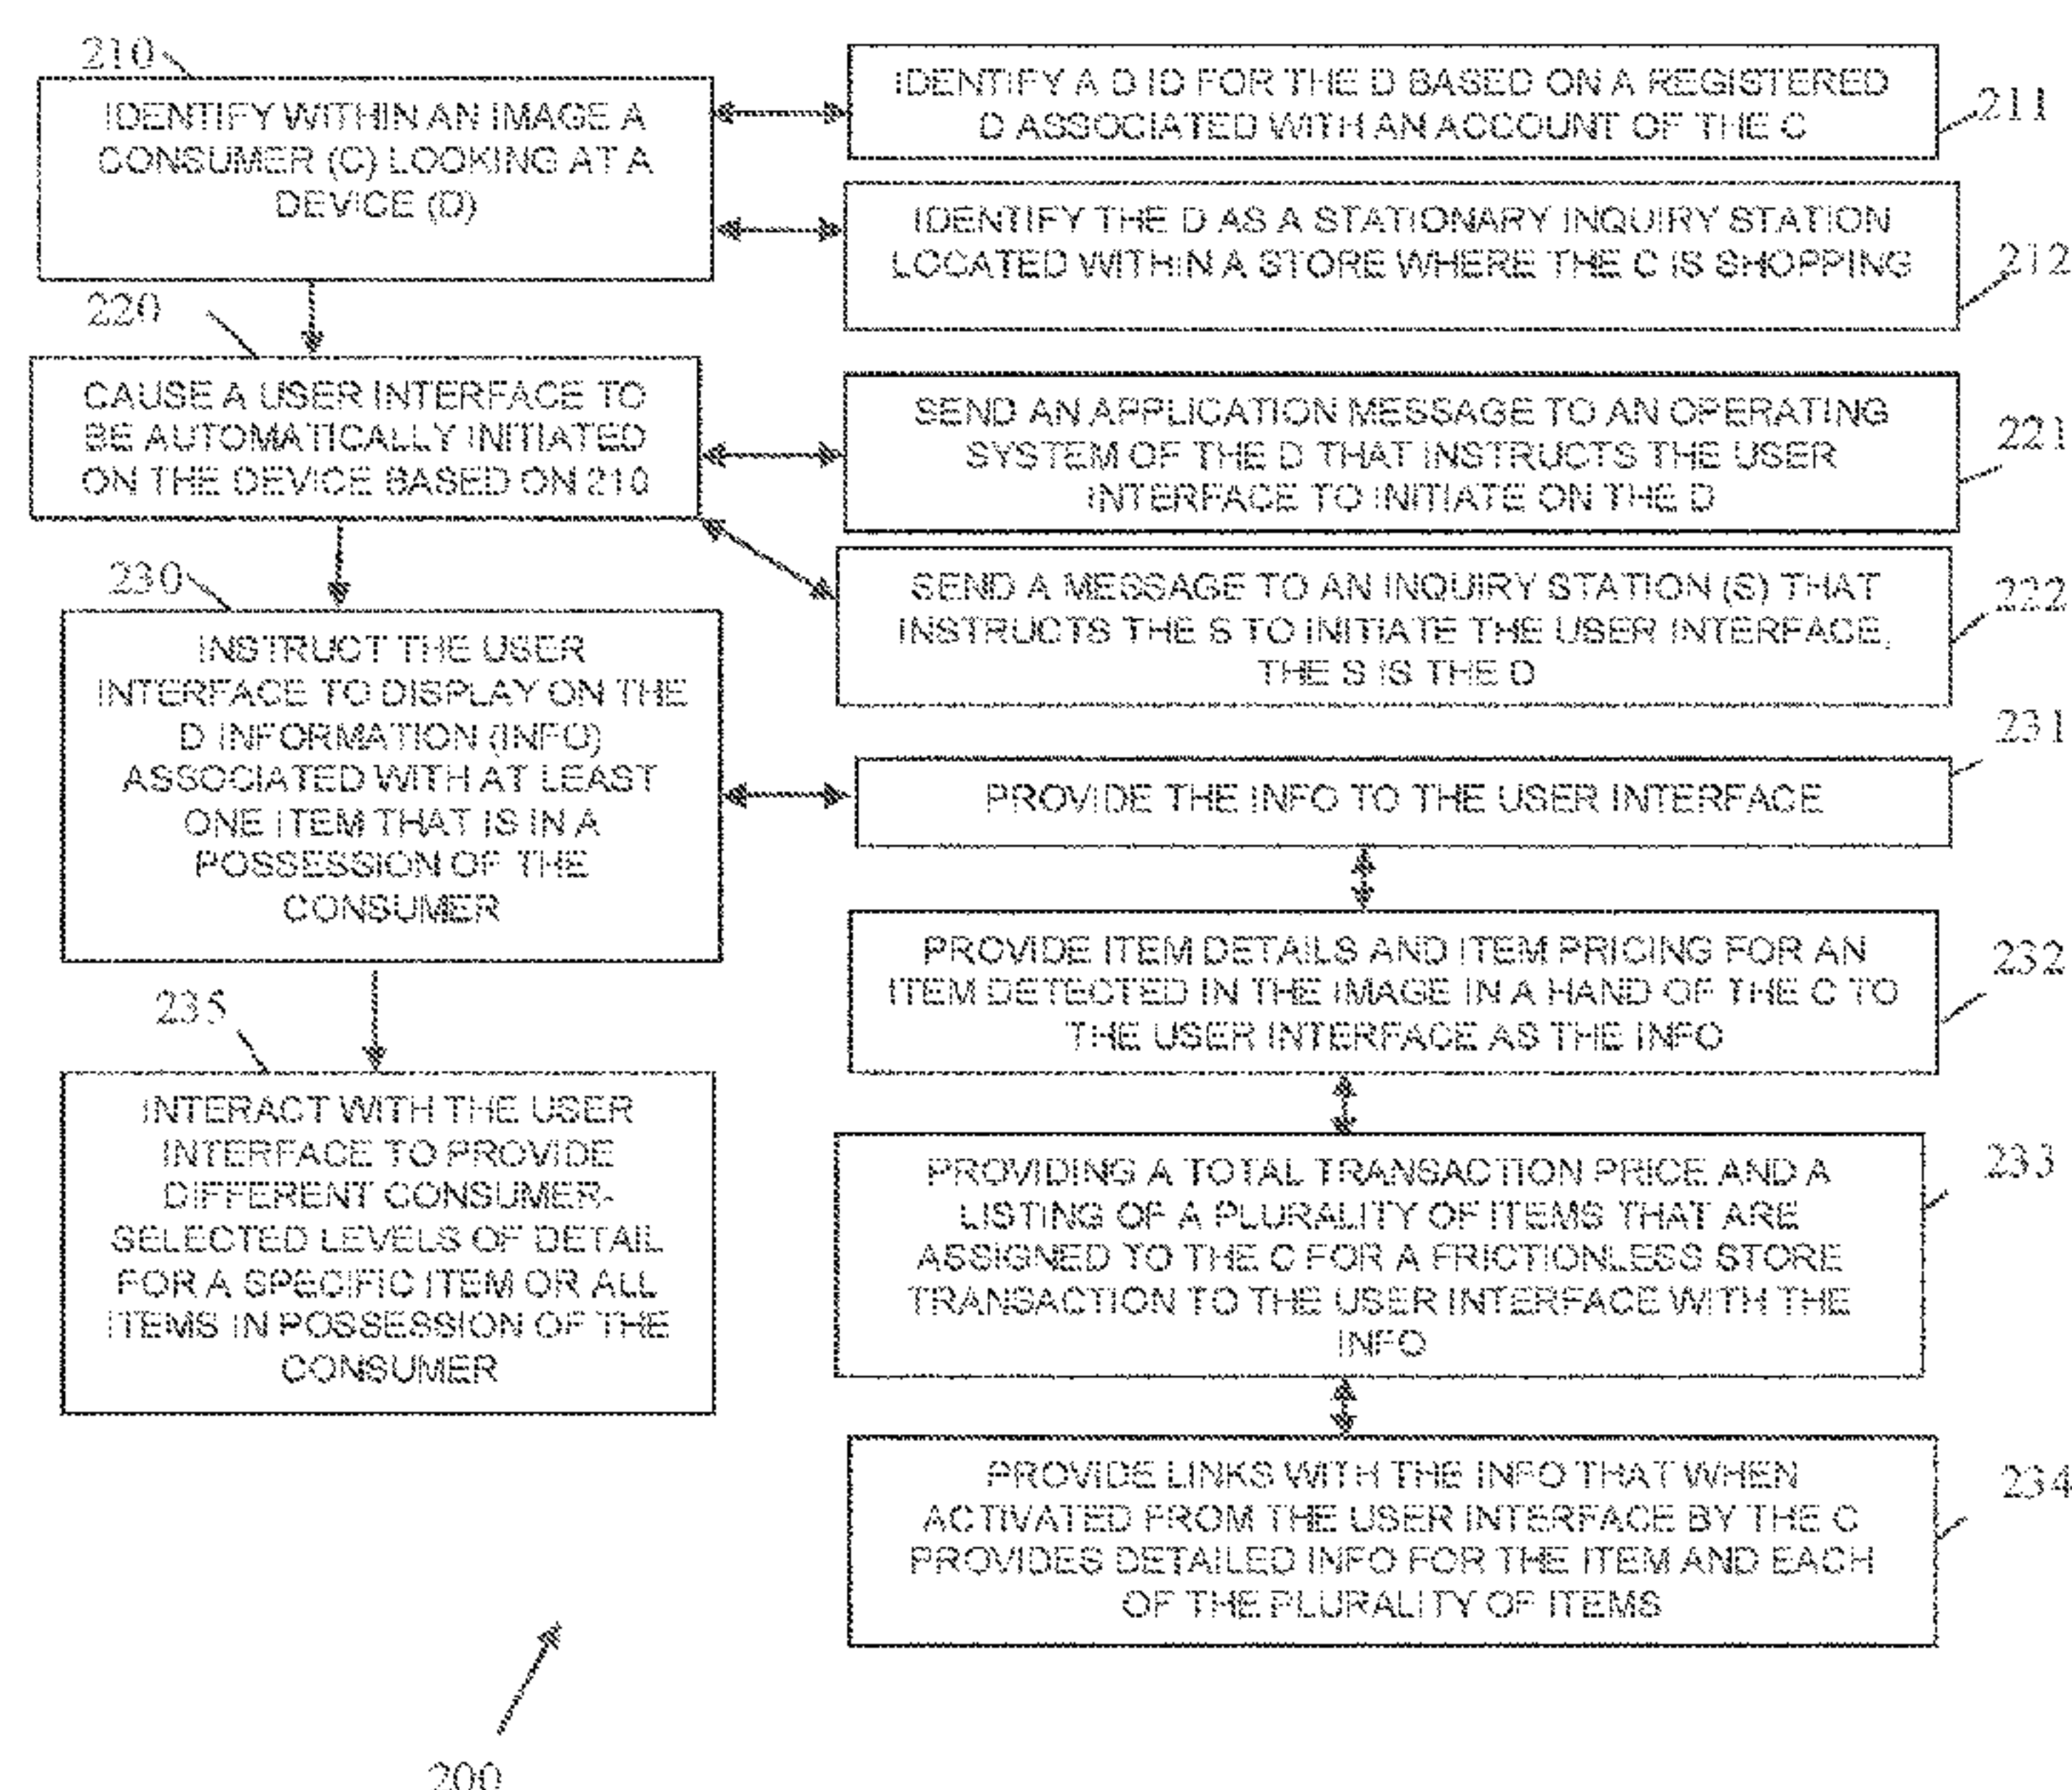 210
IDENTIFY WITHIN AN IMAGE A
CONSUMER (C) LOOKING AT A
DEVICE (D)
IDENTIFY A D ID FOR THE D BASED ON A REGISTERED
D ASSOCIATED WITH AN ACCOUNT OF THE C
211
IDENTIFY THE D AS A STATIONARY INQUIRY STATION
LOCATED WITHIN A STORE WHERE THE C IS SHOPPING
212
220
CAUSE A USER INTERFACE TO
BE AUTOMATICALLY INITIATED
ON THE DEVICE BASED ON 210
SEND AN APPLICATION MESSAGE TO AN OPERATING
SYSTEM OF THE D THAT INSTRUCTS THE USER
INTERFACE TO INITIATE ON THE D
221
SEND A MESSAGE TO AN INQUIRY STATION (S) THAT
INSTRUCTS THE S TO INITIATE THE USER INTERFACE,
THE S IS THE D
222
230
INSTRUCT THE USER
INTERFACE TO DISPLAY ON THE
D INFORMATION (INFO)
ASSOCIATED WITH AT LEAST
ONE ITEM THAT IS IN A
POSSESSION OF THE
CONSUMER
231
PROVIDE THE INFO TO THE USER INTERFACE
PROVIDE ITEM DETAILS AND ITEM PRICING FOR AN
ITEM DETECTED IN THE IMAGE IN A HAND OF THE C TO
THE USER INTERFACE AS THE INFO
232
235
INTERACT WITH THE USER
INTERFACE TO PROVIDE
DIFFERENT CONSUMER-
SELECTED LEVELS OF DETAIL
FOR A SPECIFIC ITEM OR ALL
ITEMS IN POSSESSION OF THE
CONSUMER
PROVIDING A TOTAL TRANSACTION PRICE AND A
LISTING OF A PLURALITY OF ITEMS THAT ARE
ASSIGNED TO THE C FOR A FRICTIONLESS STORE
TRANSACTION TO THE USER INTERFACE WITH THE
INFO
233
PROVIDE LINKS WITH THE INFO THAT WHEN
ACTIVATED FROM THE USER INTERFACE BY THE C
PROVIDES DETAILED INFO FOR THE ITEM AND EACH
OF THE PLURALITY OF ITEMS
234
200